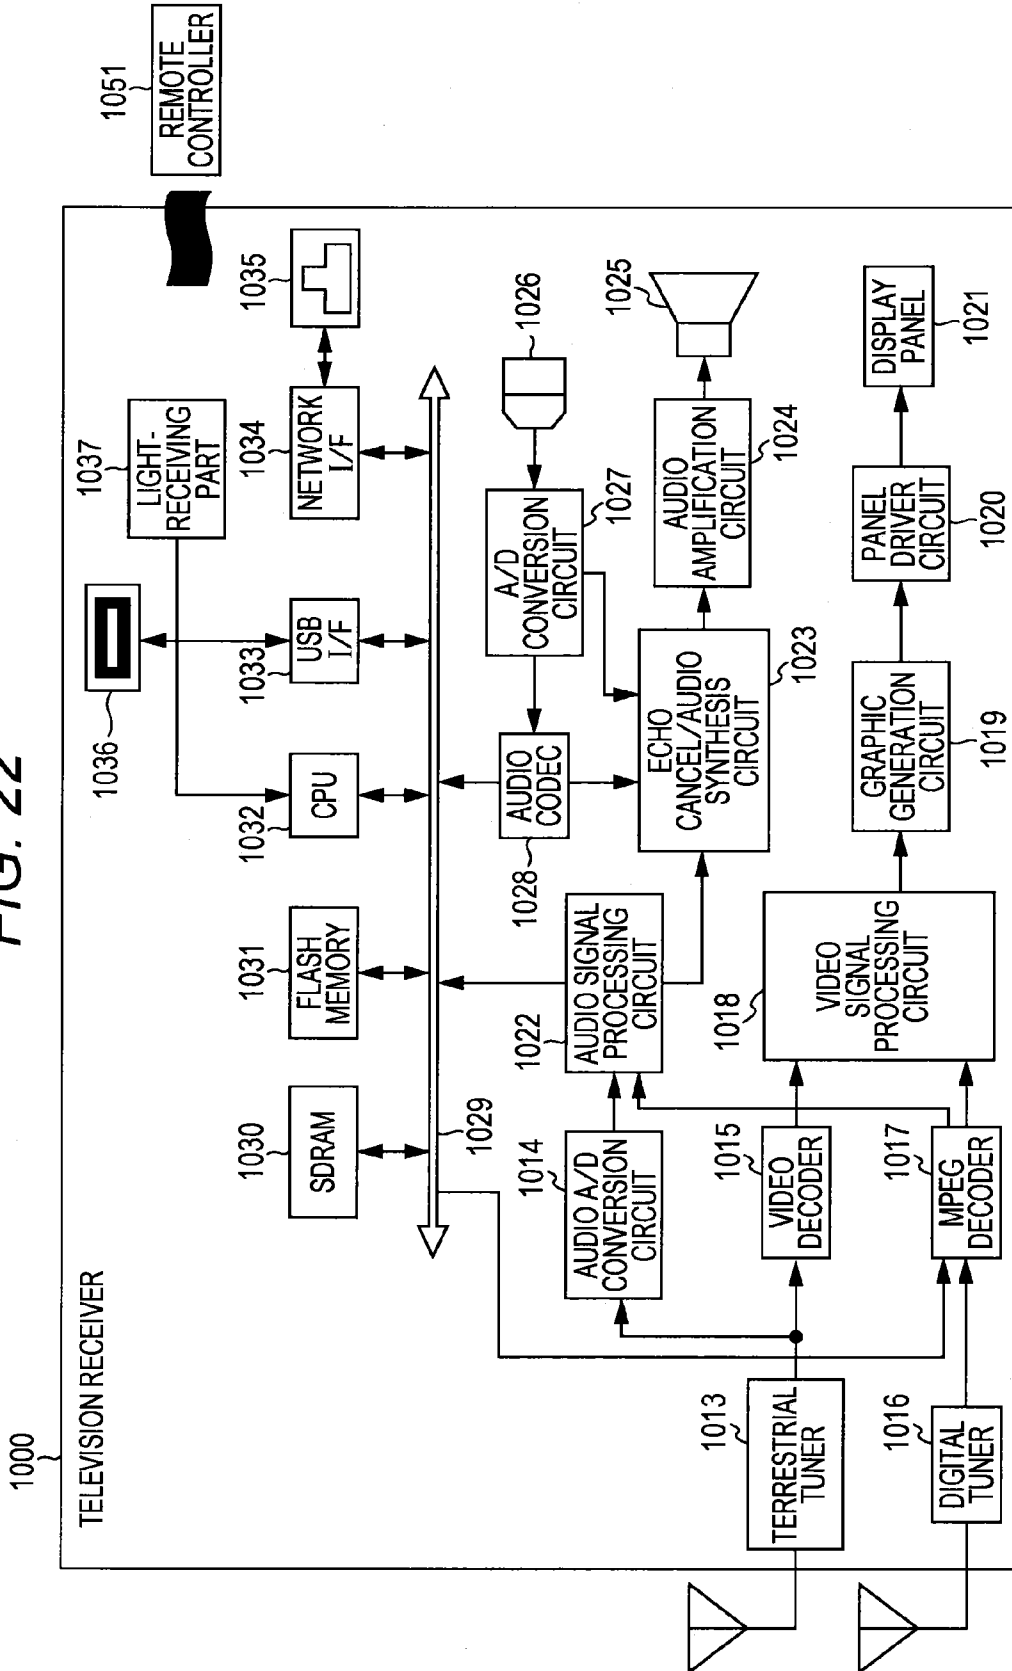 FIG. 22
1000
TELEVISION RECEIVER
1051
REMOTE
CONTROLLER
1036
1037
LIGHT-
RECEIVING
PART
1030
SDRAM
1031
FLASH
MEMORY
1032
CPU
1033
USB
I/F
1034
NETWORK
I/F
1035
1029
1028
AUDIO
CODEC
A/D
CONVERSION
CIRCUIT
1027
1026
1014
AUDIO A/D
CONVERSION
CIRCUIT
1022
AUDIO SIGNAL
PROCESSING
CIRCUIT
ECHO
CANCEL/AUDIO
SYNTHESIS
CIRCUIT
1023
AUDIO
AMPLIFICATION
CIRCUIT
1024
1025
1013
TERRESTRIAL
TUNER
1015
VIDEO
DECODER
1018
VIDEO
SIGNAL
PROCESSING
CIRCUIT
GRAPHIC
GENERATION
CIRCUIT
1019
PANEL
DRIVER
CIRCUIT
1020
DISPLAY
PANEL
1021
1016
DIGITAL
TUNER
1017
MPEG
DECODER